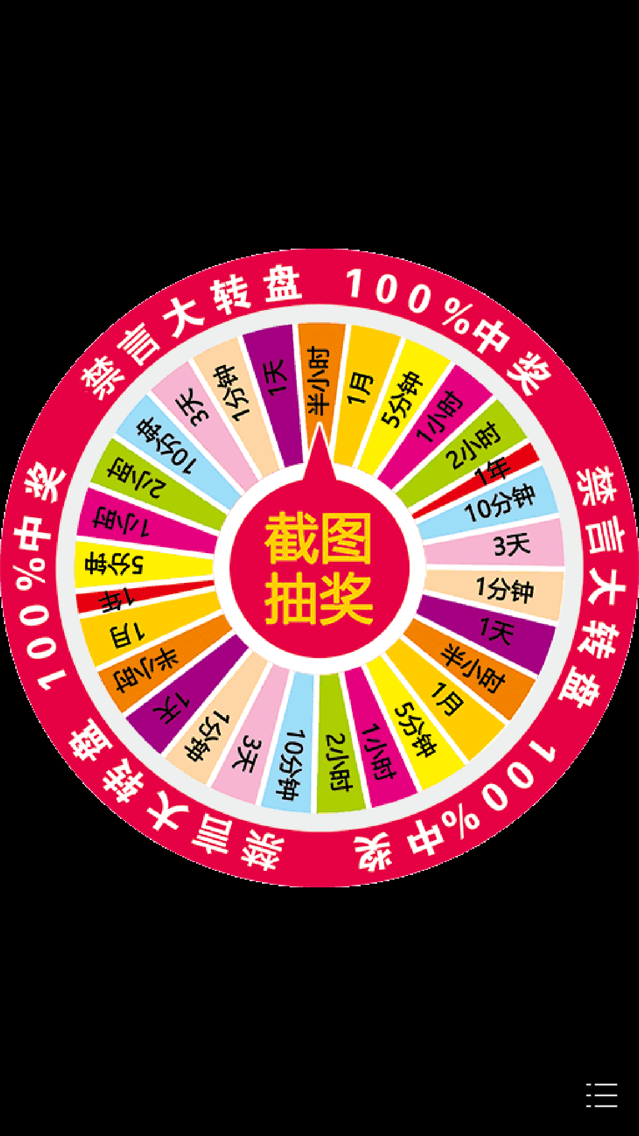 禁言大转盘
100%中奖
禁言大转盘
100%中奖
禁言大转盘
100%中奖
半小时
1月
5分钟
1小时
2小时
1年
10分钟
3天
1分钟
1天
半小时
1月
5分钟
1小时
2小时
10分钟
3天
1分钟
1天
半小时
1月
1年
5分钟
1小时
2小时
10分钟
3天
1分钟
1天
截图
抽奖